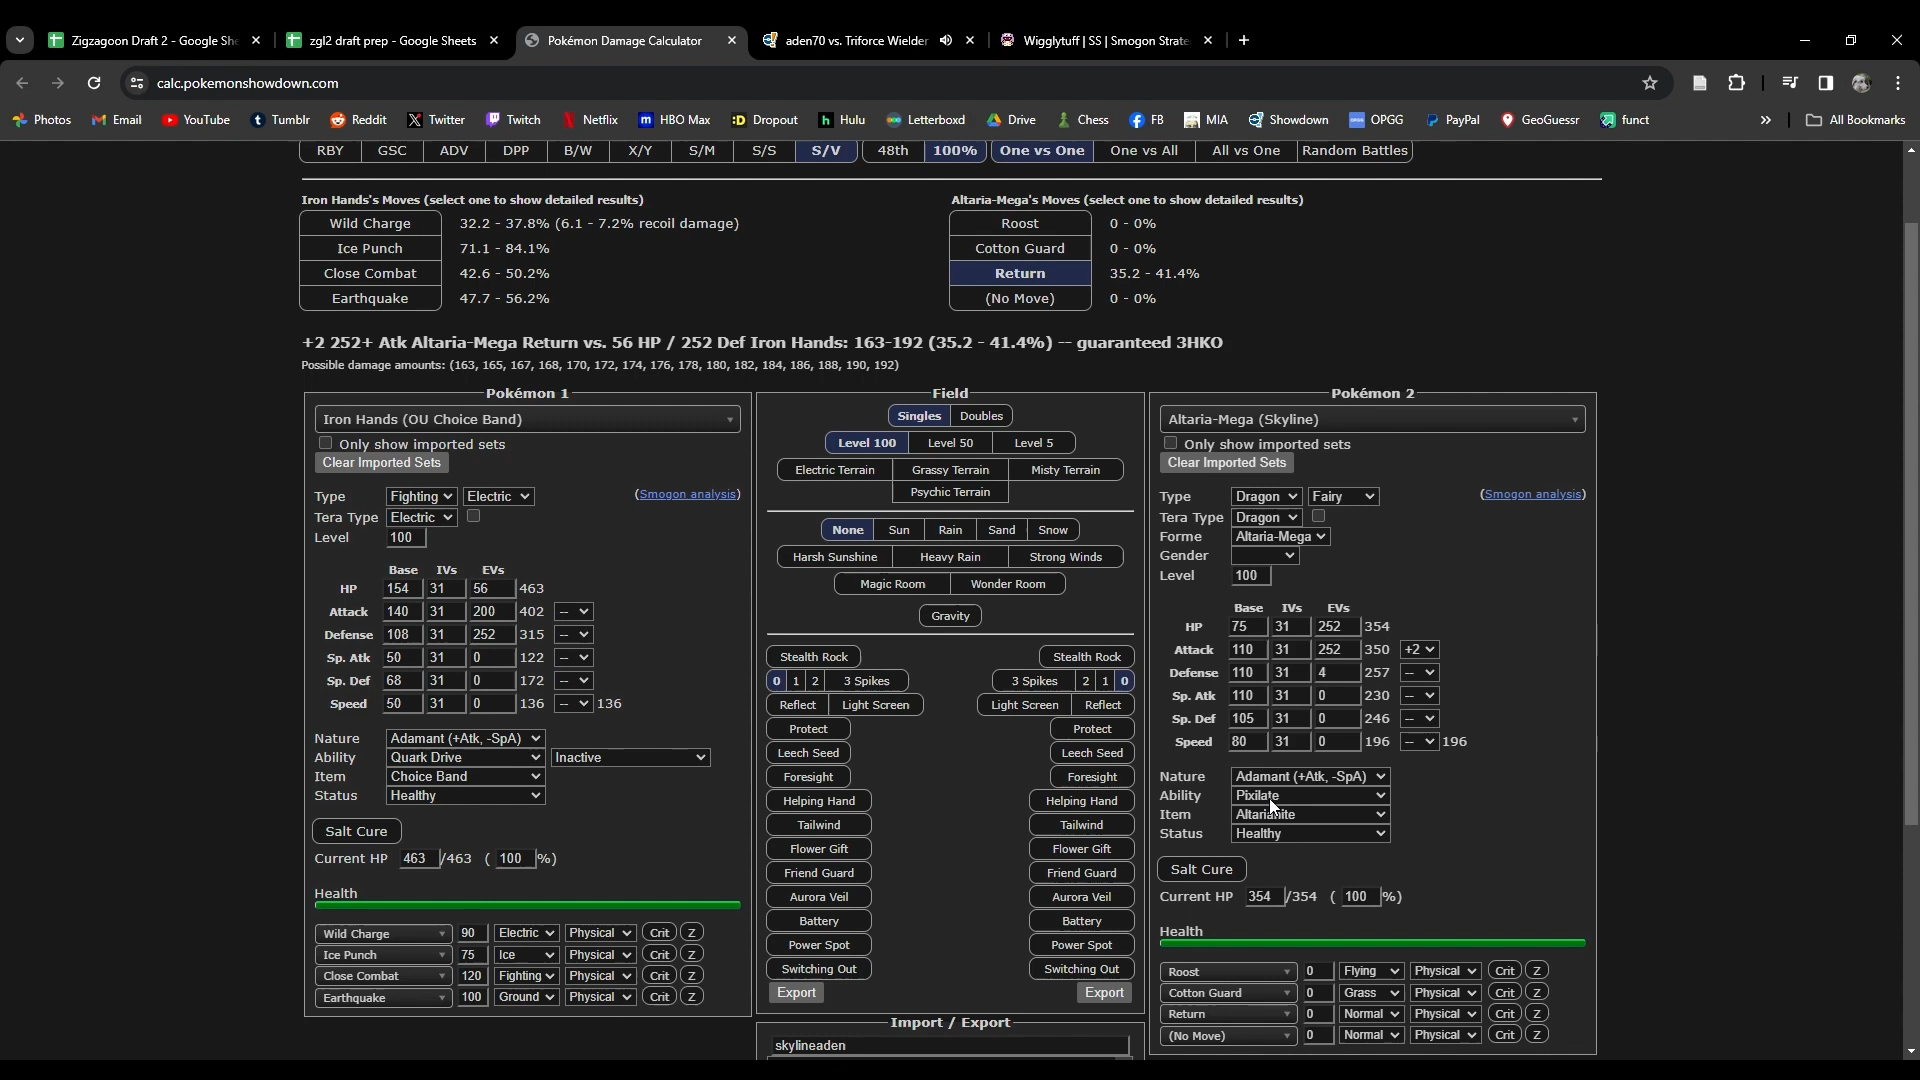 Zigzagoon Draft 2 - Google She
zgl2 draft prep - Google Sheets
Pokémon Damage Calculator
aden70 vs. Triforce Wielder
Wigglytuff | SS | Smogon Strate
calc.pokemonshowdown.com
Photos Email YouTube Tumblr Reddit Twitter Twitch Netflix HBO Max Dropout Hulu Letterboxd Drive Chess FB MIA Showdown OPGG PayPal GeoGuessr funct All Bookmarks
RBY GSC ADV DPP B/W X/Y S/M S/S S/V 48th 100% One vs One One vs All All vs One Random Battles
Iron Hands's Moves (select one to show detailed results)
Wild Charge 32.2 - 37.8% (6.1 - 7.2% recoil damage)
Ice Punch 71.1 - 84.1%
Close Combat 42.6 - 50.2%
Earthquake 47.7 - 56.2%
Altaria-Mega's Moves (select one to show detailed results)
Roost 0 - 0%
Cotton Guard 0 - 0%
Return 35.2 - 41.4%
(No Move) 0 - 0%
+2 252+ Atk Altaria-Mega Return vs. 56 HP / 252 Def Iron Hands: 163-192 (35.2 - 41.4%) -- guaranteed 3HKO
Possible damage amounts: (163, 165, 167, 168, 170, 172, 174, 176, 178, 180, 182, 184, 186, 188, 190, 192)
Pokémon 1
Iron Hands (OU Choice Band)
Only show imported sets
Clear Imported Sets
Type Fighting Electric (Smogon analysis)
Tera Type Electric
Level 100
Base IVs EVs
HP 154 31 56 463
Attack 140 31 200 402 --
Defense 108 31 252 315 --
Sp. Atk 50 31 0 122 --
Sp. Def 68 31 0 172 --
Speed 50 31 0 136 -- 136
Nature Adamant (+Atk, -SpA)
Ability Quark Drive Inactive
Item Choice Band
Status Healthy
Salt Cure
Current HP 463 /463 ( 100 %)
Health
Wild Charge 90 Electric Physical Crit Z
Ice Punch 75 Ice Physical Crit Z
Close Combat 120 Fighting Physical Crit Z
Earthquake 100 Ground Physical Crit Z
Field
Singles Doubles
Level 100 Level 50 Level 5
Electric Terrain Grassy Terrain Misty Terrain
Psychic Terrain
None Sun Rain Sand Snow
Harsh Sunshine Heavy Rain Strong Winds
Magic Room Wonder Room
Gravity
Stealth Rock Stealth Rock
0 1 2 3 Spikes 3 Spikes 2 1 0
Reflect Light Screen Light Screen Reflect
Protect Protect
Leech Seed Leech Seed
Foresight Foresight
Helping Hand Helping Hand
Tailwind Tailwind
Flower Gift Flower Gift
Friend Guard Friend Guard
Aurora Veil Aurora Veil
Battery Battery
Power Spot Power Spot
Switching Out Switching Out
Export Export
Import / Export
skylineaden
Pokémon 2
Altaria-Mega (Skyline)
Only show imported sets
Clear Imported Sets
Type Dragon Fairy (Smogon analysis)
Tera Type Dragon
Forme Altaria-Mega
Gender
Level 100
Base IVs EVs
HP 75 31 252 354
Attack 110 31 252 350 +2
Defense 110 31 4 257 --
Sp. Atk 110 31 0 230 --
Sp. Def 105 31 0 246 --
Speed 80 31 0 196 -- 196
Nature Adamant (+Atk, -SpA)
Ability Pixilate
Item Altarianite
Status Healthy
Salt Cure
Current HP 354 /354 ( 100 %)
Health
Roost 0 Flying Physical Crit Z
Cotton Guard 0 Grass Physical Crit Z
Return 0 Normal Physical Crit Z
(No Move) 0 Normal Physical Crit Z